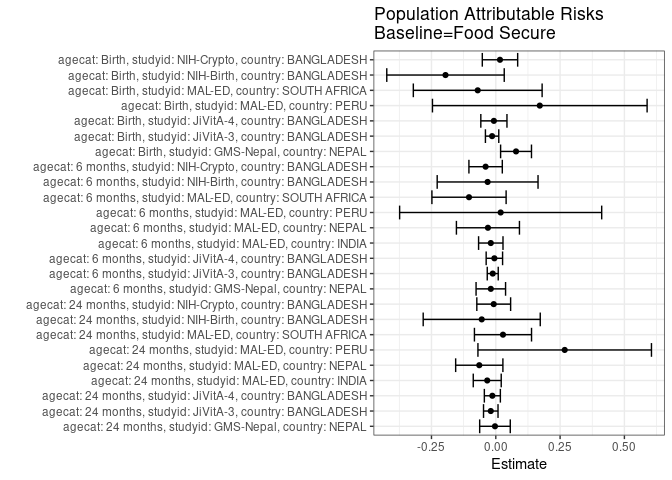 Population Attributable Risks
Baseline=Food Secure
agecat: Birth, studyid: NIH-Crypto, country: BANGLADESH
agecat: Birth, studyid: NIH-Birth, country: BANGLADESH
agecat: Birth, studyid: MAL-ED, country: SOUTH AFRICA
agecat: Birth, studyid: MAL-ED, country: PERU
agecat: Birth, studyid: JiVitA-4, country: BANGLADESH
agecat: Birth, studyid: JiVitA-3, country: BANGLADESH
agecat: Birth, studyid: GMS-Nepal, country: NEPAL
agecat: 6 months, studyid: NIH-Crypto, country: BANGLADESH
agecat: 6 months, studyid: NIH-Birth, country: BANGLADESH
agecat: 6 months, studyid: MAL-ED, country: SOUTH AFRICA
agecat: 6 months, studyid: MAL-ED, country: PERU
agecat: 6 months, studyid: MAL-ED, country: NEPAL
agecat: 6 months, studyid: MAL-ED, country: INDIA
agecat: 6 months, studyid: JiVitA-4, country: BANGLADESH
agecat: 6 months, studyid: JiVitA-3, country: BANGLADESH
agecat: 6 months, studyid: GMS-Nepal, country: NEPAL
agecat: 24 months, studyid: NIH-Crypto, country: BANGLADESH
agecat: 24 months, studyid: NIH-Birth, country: BANGLADESH
agecat: 24 months, studyid: MAL-ED, country: SOUTH AFRICA
agecat: 24 months, studyid: MAL-ED, country: PERU
agecat: 24 months, studyid: MAL-ED, country: NEPAL
agecat: 24 months, studyid: MAL-ED, country: INDIA
agecat: 24 months, studyid: JiVitA-4, country: BANGLADESH
agecat: 24 months, studyid: JiVitA-3, country: BANGLADESH
agecat: 24 months, studyid: GMS-Nepal, country: NEPAL
-0.25 0.00 0.25 0.50
Estimate